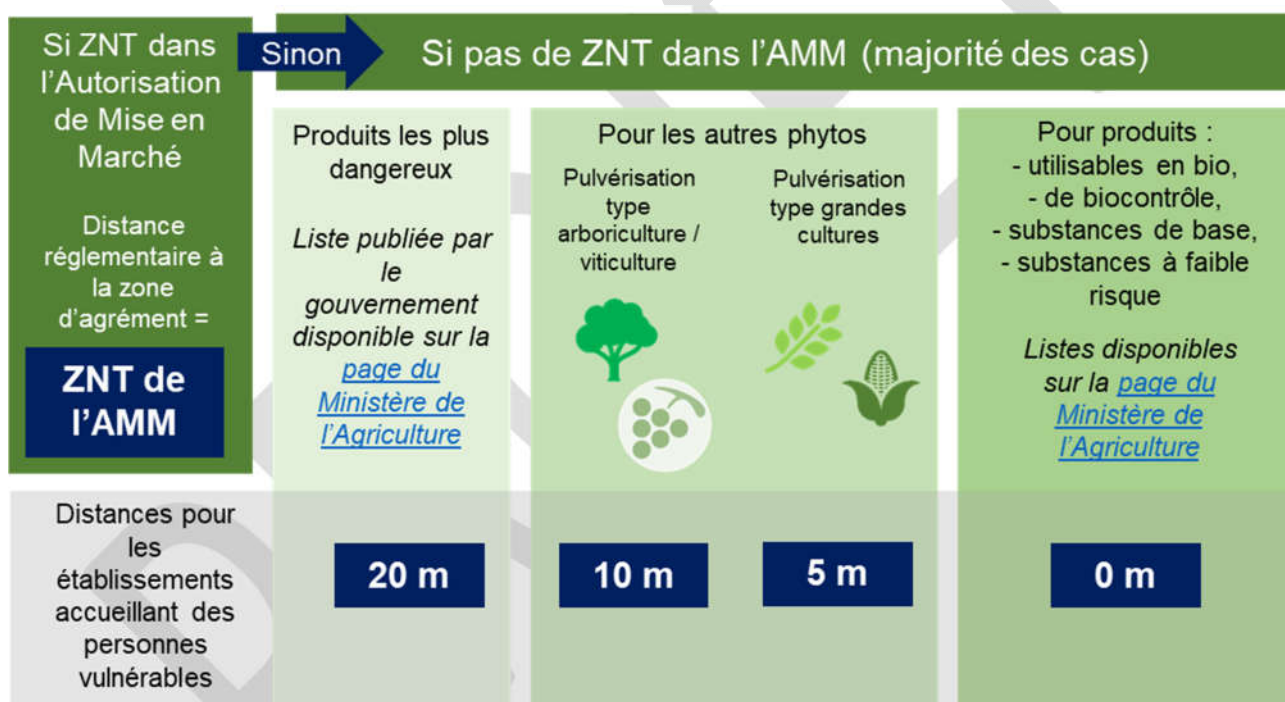 Si ZNT dans
l'Autorisation
de Mise en
Marché
Distance
réglementaire à
la zone
d'agrément =
ZNT de
l'AMM
Sinon
Si pas de ZNT dans l'AMM (majorité des cas)
Produits les plus
dangereux
Liste publiée par
le
gouvernement
disponible sur la
page du
Ministère de
l'Agriculture
Pour les autres phytos
Pulvérisation
type
arboriculture /
viticulture
Pulvérisation
type grandes
cultures
Pour produits :
- utilisables en bio,
- de biocontrôle,
- substances de base,
- substances à faible
risque
Listes disponibles
sur la page du
Ministère de
l'Agriculture
Distances pour
les
établissements
accueillant des
personnes
vulnérables
20 m
10 m
5 m
0 m